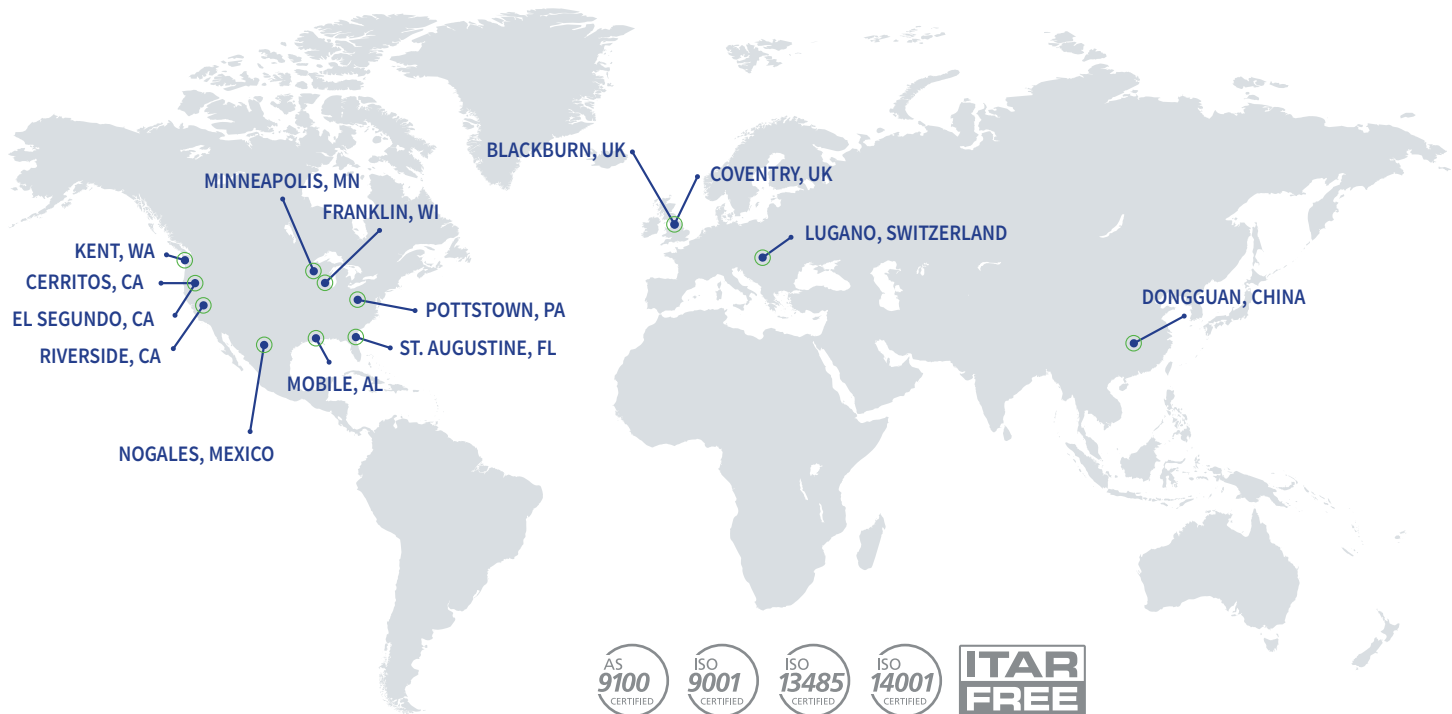 BLACKBURN, UK
COVENTRY, UK
MINNEAPOLIS, MN
FRANKLIN, WI
LUGANO, SWITZERLAND
KENT, WA
CERRITOS, CA
DONGGUAN, CHINA
EL SEGUNDO, CA
POTTSTOWN, PA
RIVERSIDE, CA
ST. AUGUSTINE, FL
MOBILE, AL
NOGALES, MEXICO
AS
9100
CERTIFIED
ISO
9001
CERTIFIED
ISO
13485
CERTIFIED
ISO
14001
CERTIFIED
ITAR
FREE